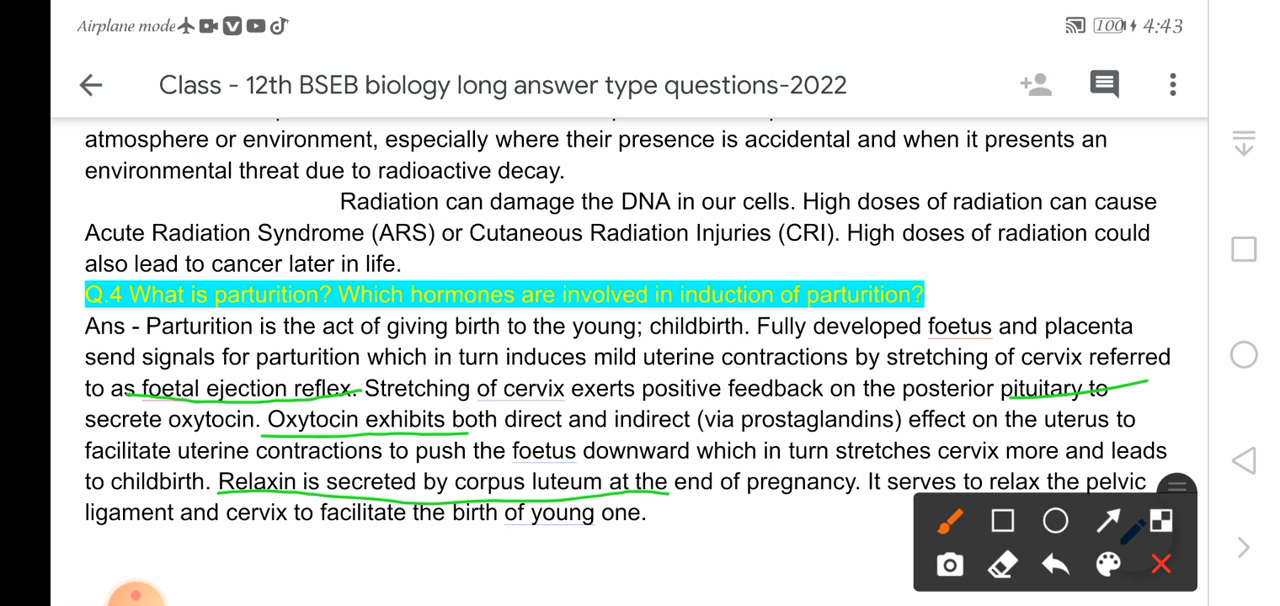 Airplane mode
100 4:43
Class - 12th BSEB biology long answer type questions-2022
atmosphere or environment, especially where their presence is accidental and when it presents an
environmental threat due to radioactive decay.
Radiation can damage the DNA in our cells. High doses of radiation can cause
Acute Radiation Syndrome (ARS) or Cutaneous Radiation Injuries (CRI). High doses of radiation could
also lead to cancer later in life.
Q.4 What is parturition? Which hormones are involved in induction of parturition?
Ans - Parturition is the act of giving birth to the young; childbirth. Fully developed foetus and placenta
send signals for parturition which in turn induces mild uterine contractions by stretching of cervix referred
to as foetal ejection reflex. Stretching of cervix exerts positive feedback on the posterior pituitary to
secrete oxytocin. Oxytocin exhibits both direct and indirect (via prostaglandins) effect on the uterus to
facilitate uterine contractions to push the foetus downward which in turn stretches cervix more and leads
to childbirth. Relaxin is secreted by corpus luteum at the end of pregnancy. It serves to relax the pelvic
ligament and cervix to facilitate the birth of young one.